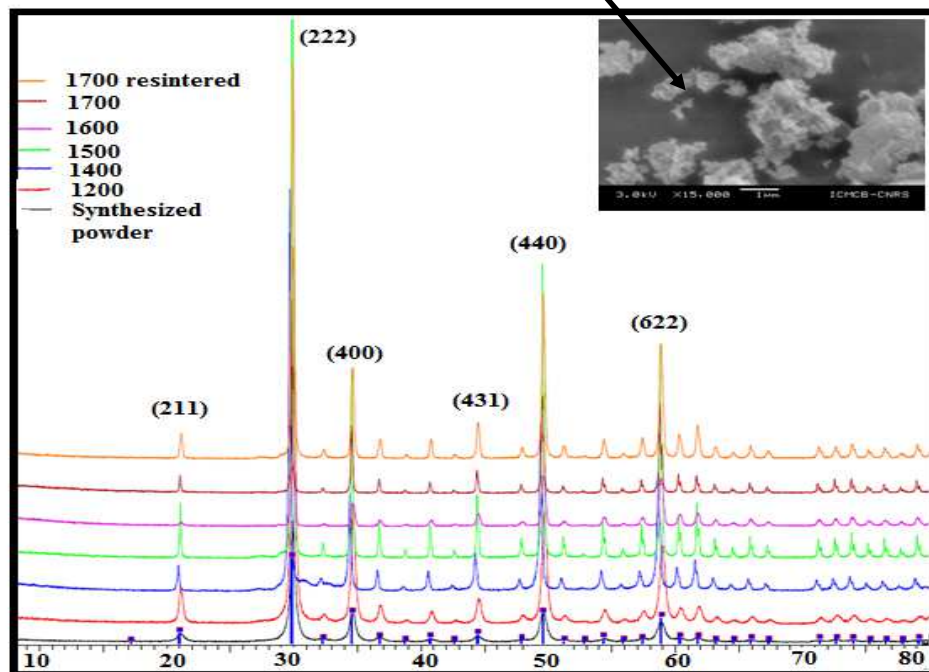 (222)
1700 resintered
1700
1600
1500
1400
1200
Synthesized
powder
3.0kV X15,000 1µm ICMCB-CNRS
(440)
(622)
(400)
(431)
(211)
10 20 30 40 50 60 70 80